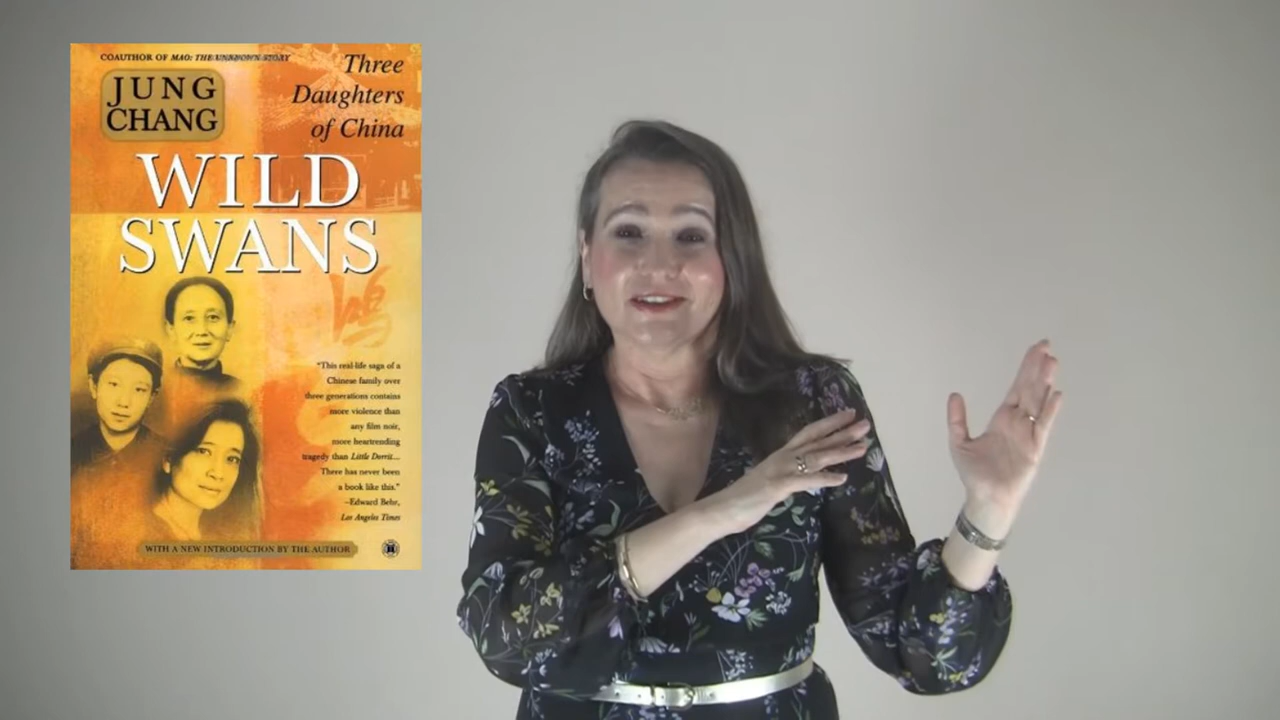 COAUTHOR OF MAO: THE UNKNOWN STORY
JUNG
CHANG
Three
Daughters
of China
WILD
SWANS
鴻
"This real-life saga of a
Chinese family over
three generations contains
more violence than
any film noir,
more heartrending
tragedy than Little Dorrit...
There has never been
a book like this."
–Edward Behr,
Los Angeles Times
WITH A NEW INTRODUCTION BY THE AUTHOR